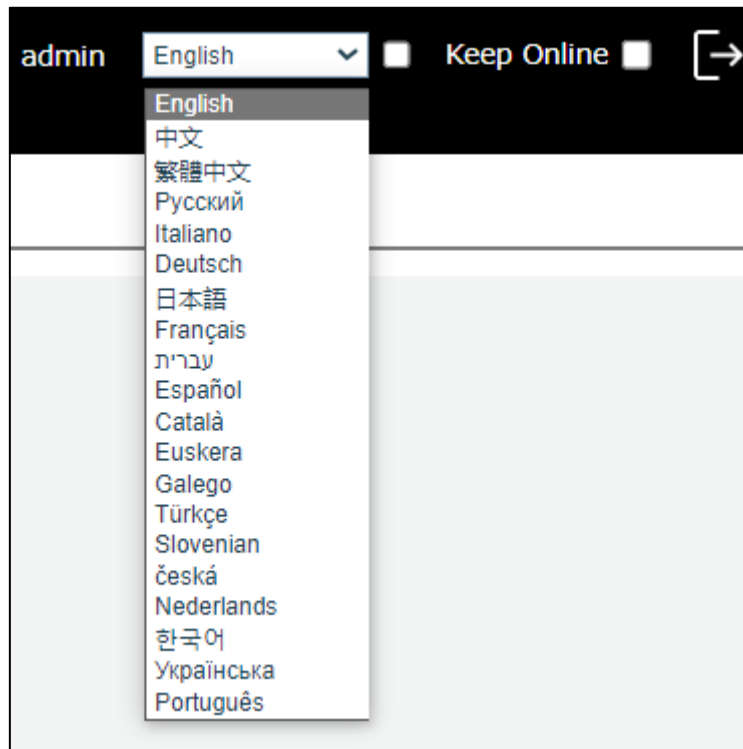 admin English Keep Online
English
中文
繁體中文
Русский
Italiano
Deutsch
日本語
Français
עברית
Español
Català
Euskera
Galego
Türkçe
Slovenian
česká
Nederlands
한국어
Українська
Português